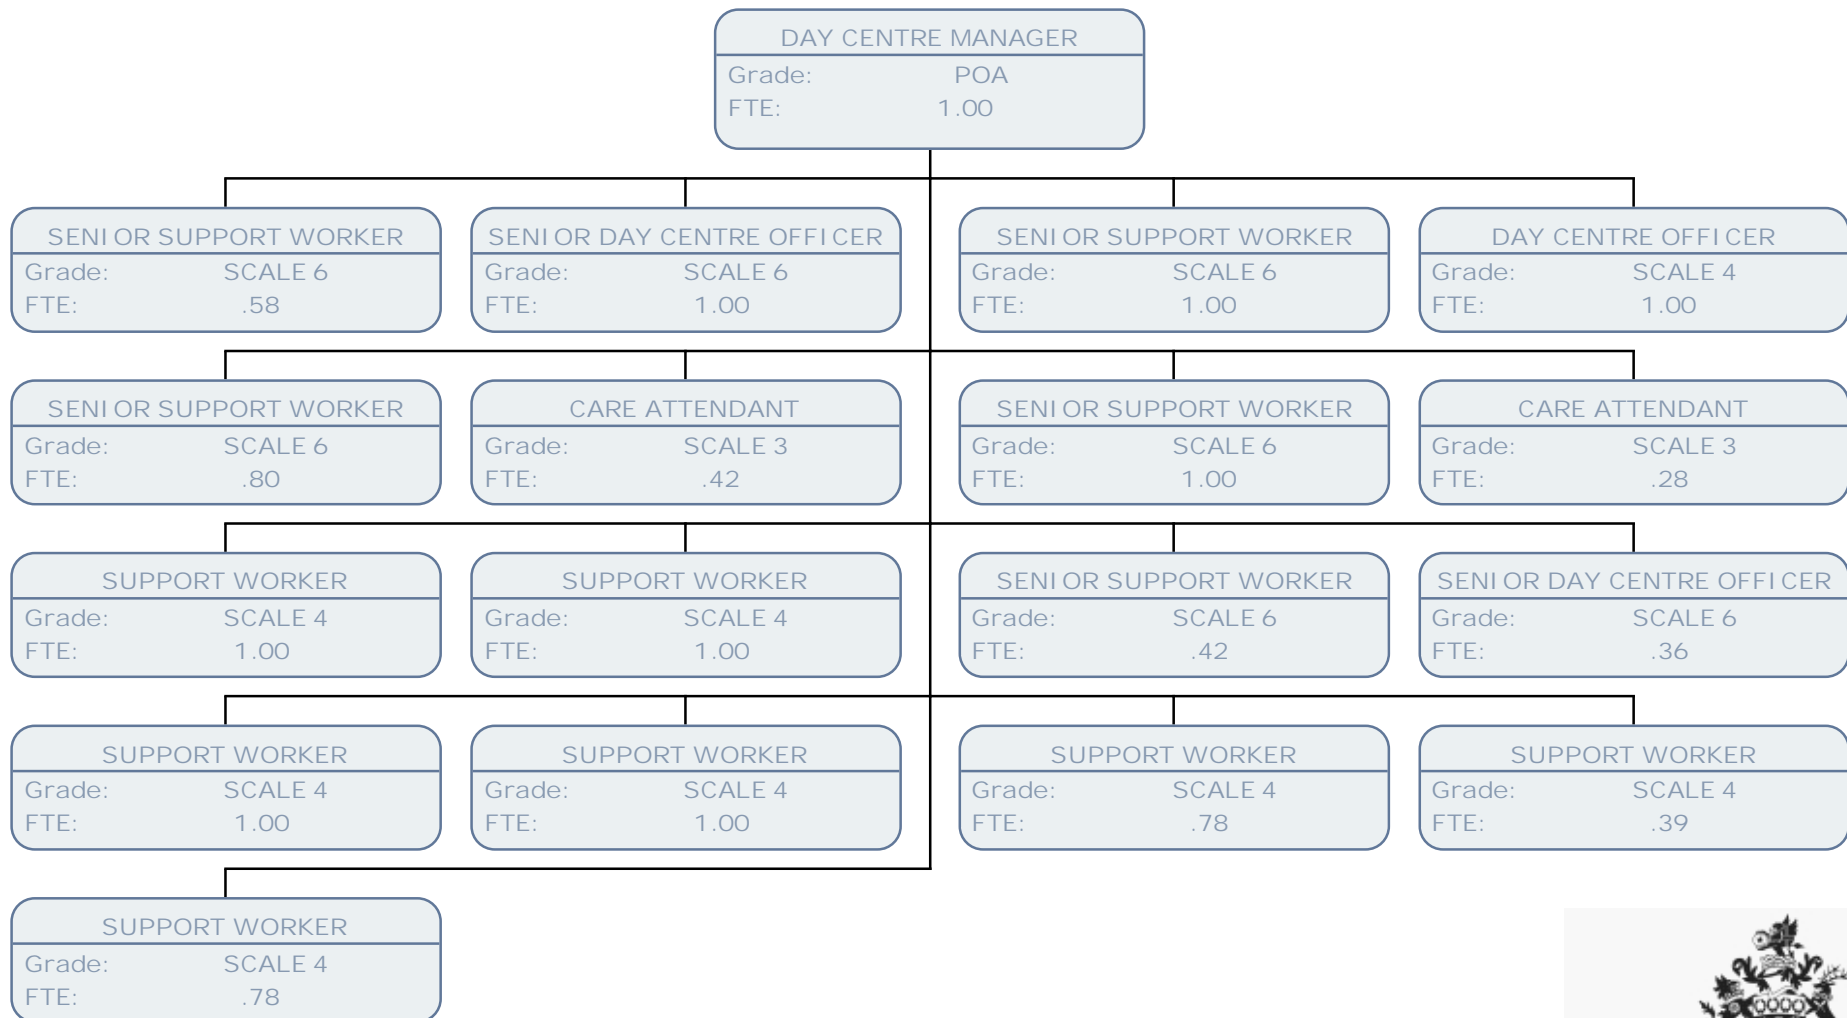 DAY CENTRE MANAGER
Grade: POA
FTE: 1.00
SENIOR SUPPORT WORKER
Grade: SCALE 6
FTE: .58
SENIOR DAY CENTRE OFFICER
Grade: SCALE 6
FTE: 1.00
SENIOR SUPPORT WORKER
Grade: SCALE 6
FTE: 1.00
DAY CENTRE OFFICER
Grade: SCALE 4
FTE: 1.00
SENIOR SUPPORT WORKER
Grade: SCALE 6
FTE: .80
CARE ATTENDANT
Grade: SCALE 3
FTE: .42
SENIOR SUPPORT WORKER
Grade: SCALE 6
FTE: 1.00
CARE ATTENDANT
Grade: SCALE 3
FTE: .28
SUPPORT WORKER
Grade: SCALE 4
FTE: 1.00
SUPPORT WORKER
Grade: SCALE 4
FTE: 1.00
SENIOR SUPPORT WORKER
Grade: SCALE 6
FTE: .42
SENIOR DAY CENTRE OFFICER
Grade: SCALE 6
FTE: .36
SUPPORT WORKER
Grade: SCALE 4
FTE: 1.00
SUPPORT WORKER
Grade: SCALE 4
FTE: 1.00
SUPPORT WORKER
Grade: SCALE 4
FTE: .78
SUPPORT WORKER
Grade: SCALE 4
FTE: .39
SUPPORT WORKER
Grade: SCALE 4
FTE: .78